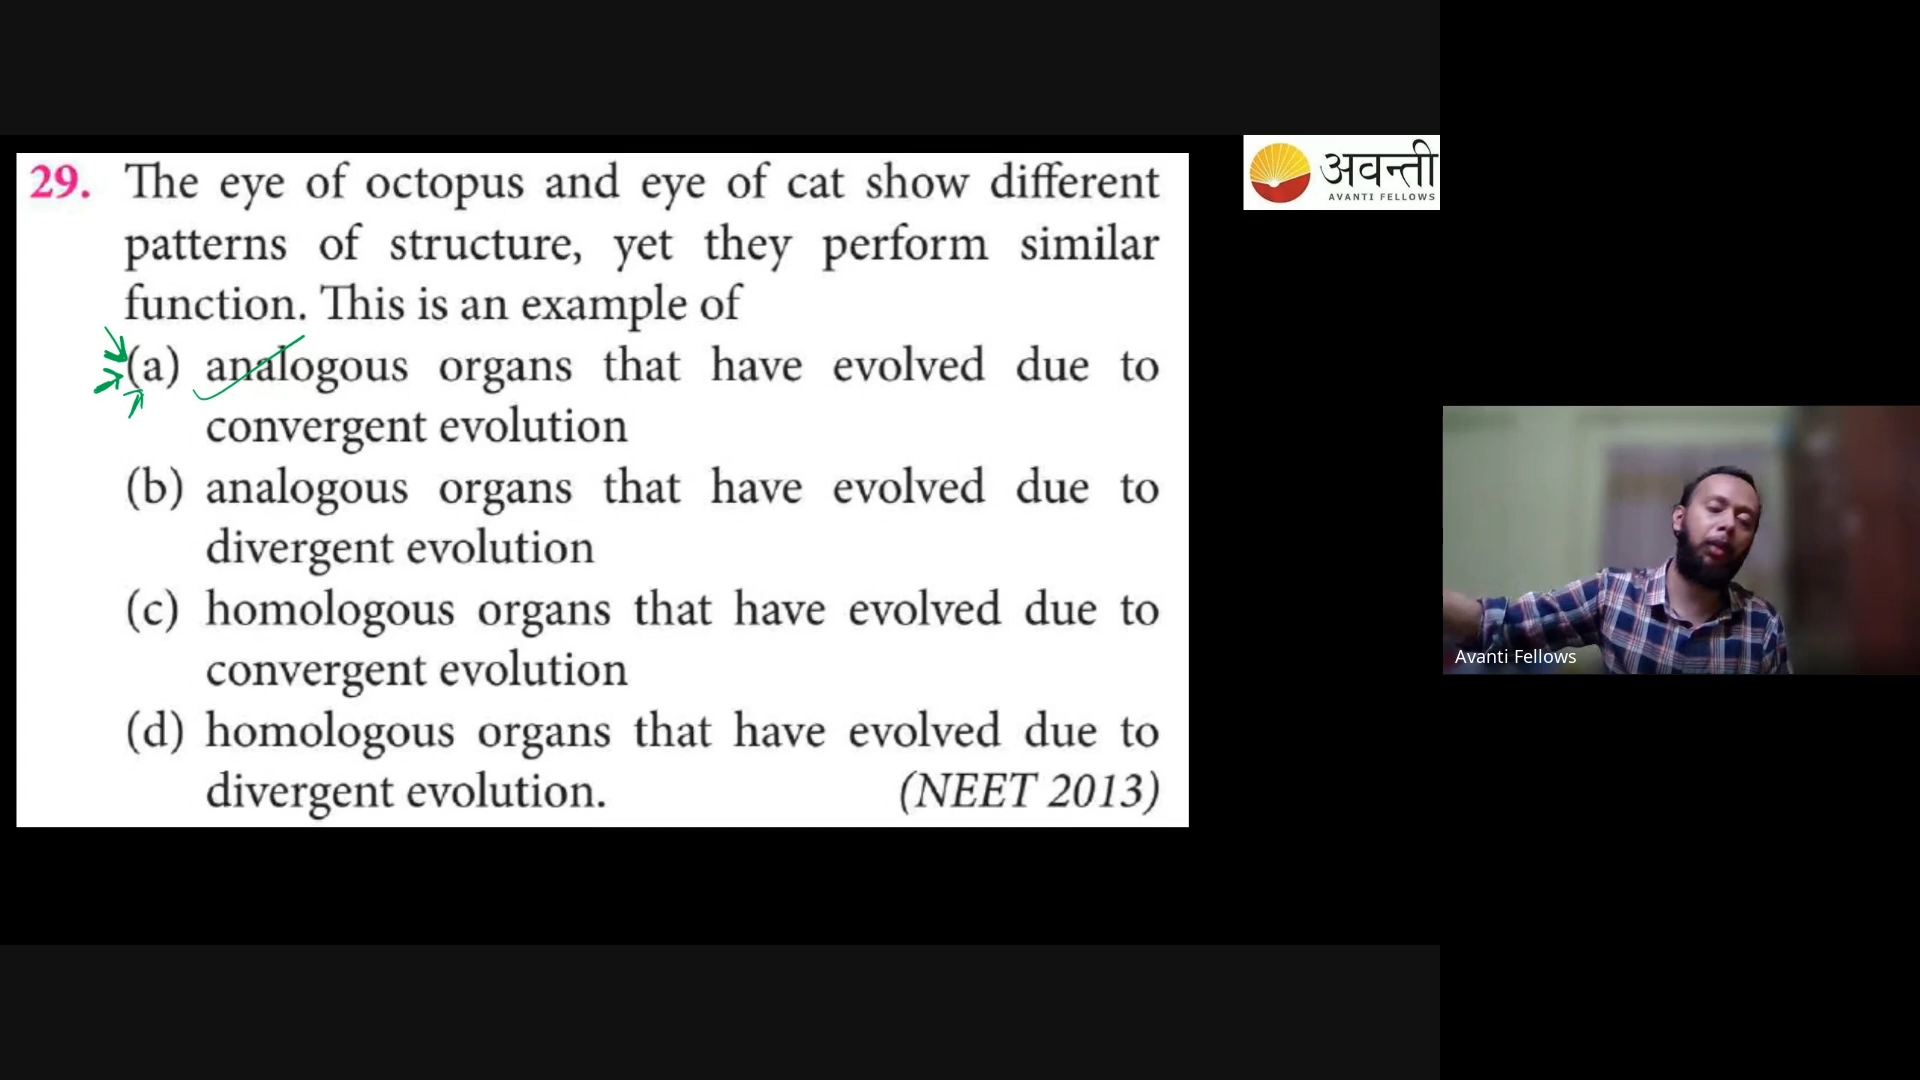 29. The eye of octopus and eye of cat show different
patterns of structure, yet they perform similar
function. This is an example of
(a) analogous organs that have evolved due to
convergent evolution
(b) analogous organs that have evolved due to
divergent evolution
(c) homologous organs that have evolved due to
convergent evolution
(d) homologous organs that have evolved due to
divergent evolution. (NEET 2013)
अवन्ती
AVANTI FELLOWS
Avanti Fellows